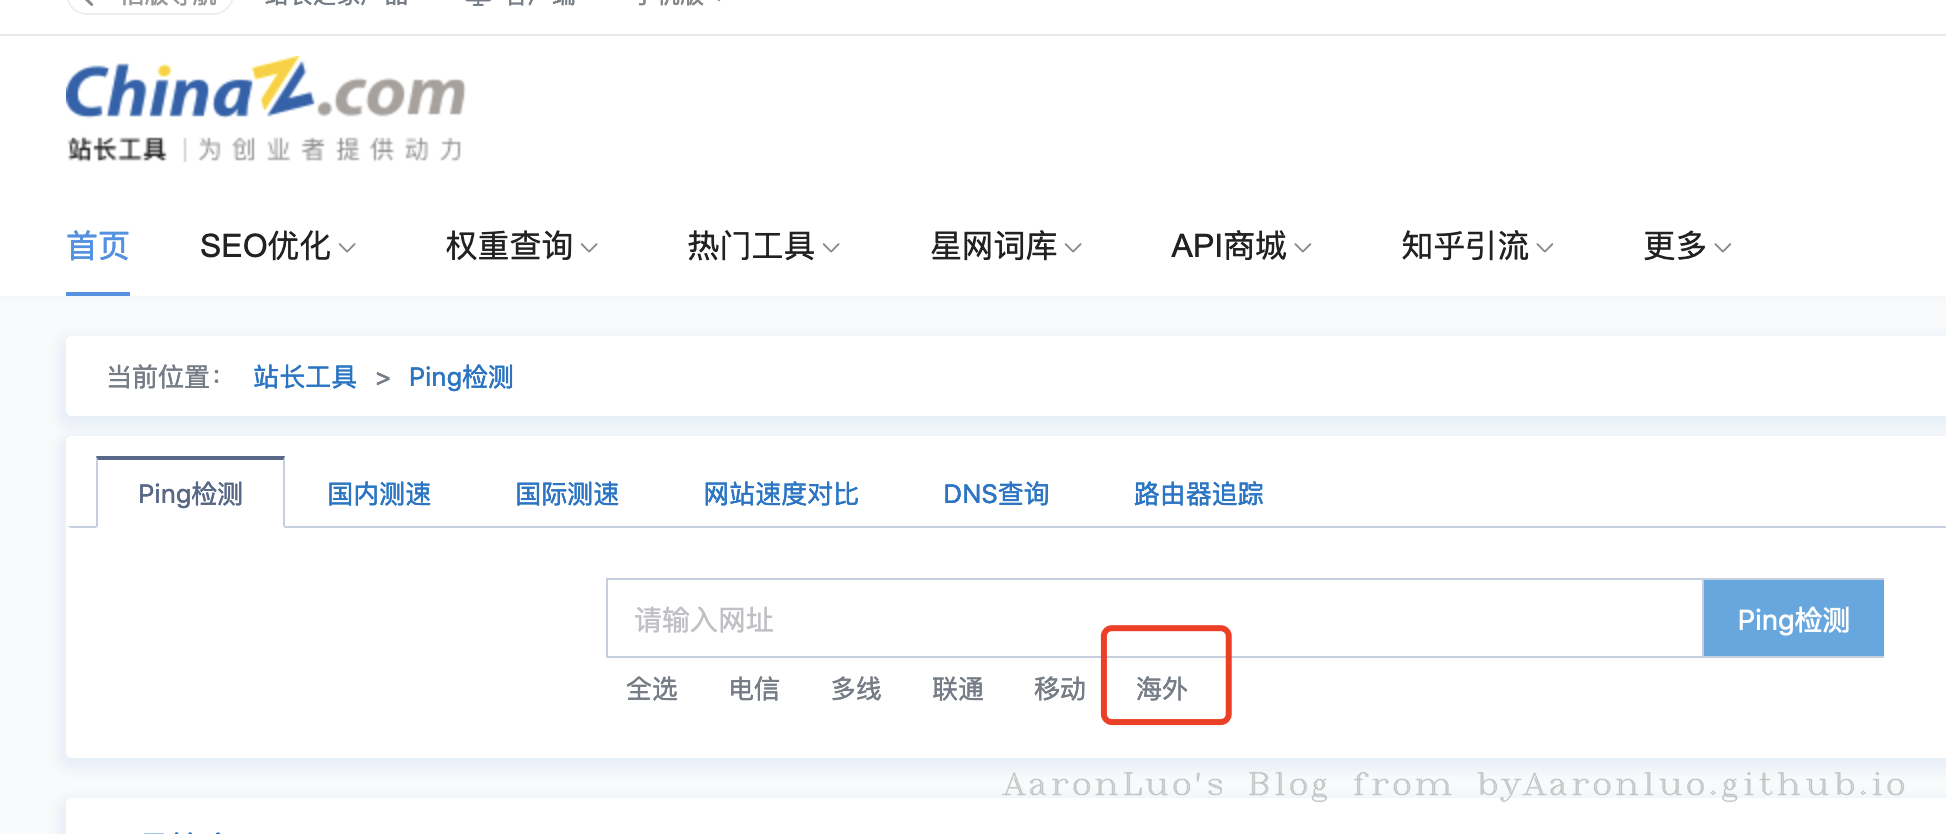 ChinaZ.com
站长工具 | 为创业者提供动力
首页 SEO优化 权重查询 热门工具 星网词库 API商城 知乎引流 更多
当前位置： 站长工具 > Ping检测
Ping检测 国内测速 国际测速 网站速度对比 DNS查询 路由器追踪
请输入网址 Ping检测
全选 电信 多线 联通 移动 海外
AaronLuo's Blog from byAaronluo.github.io